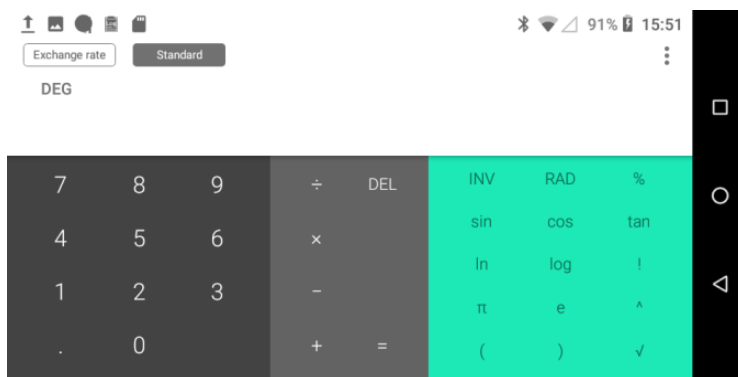 91% 15:51
Exchange rate Standard
DEG
7 8 9 ÷ DEL INV RAD %
4 5 6 × sin cos tan
1 2 3 − ln log !
. 0 + = π e ^
( ) √